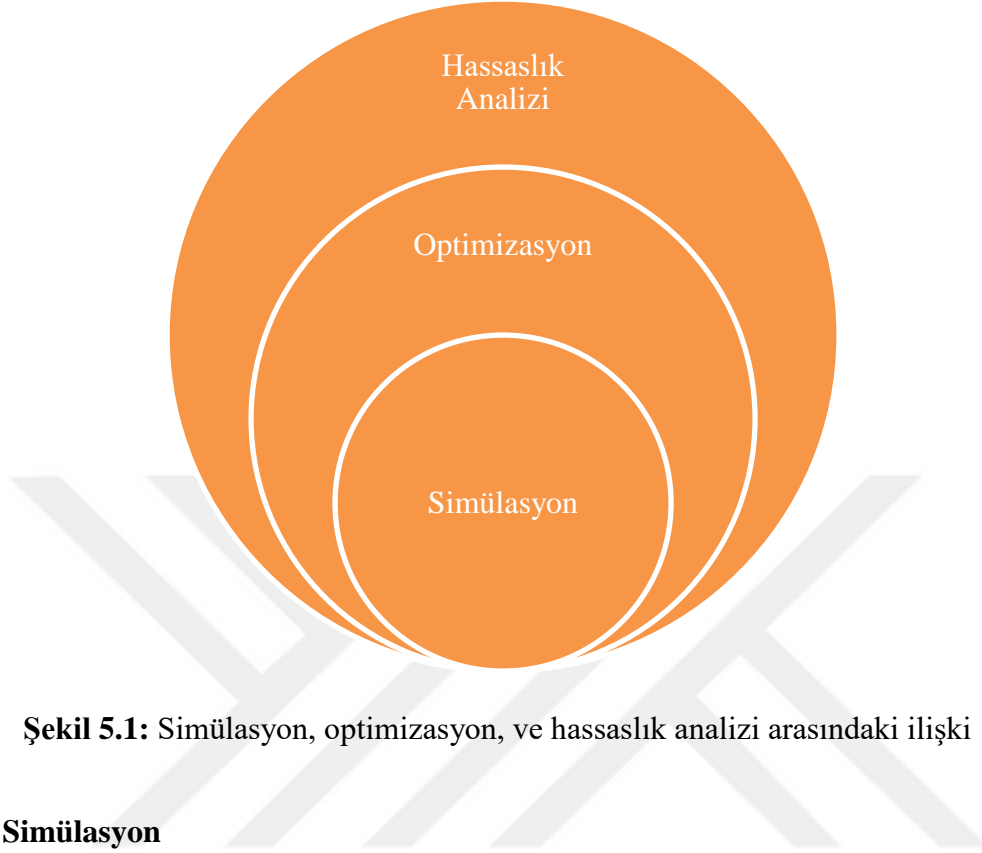 Hassaslık
Analizi
Optimizasyon
Simülasyon
Şekil 5.1: Simülasyon, optimizasyon, ve hassaslık analizi arasındaki ilişki
Simülasyon